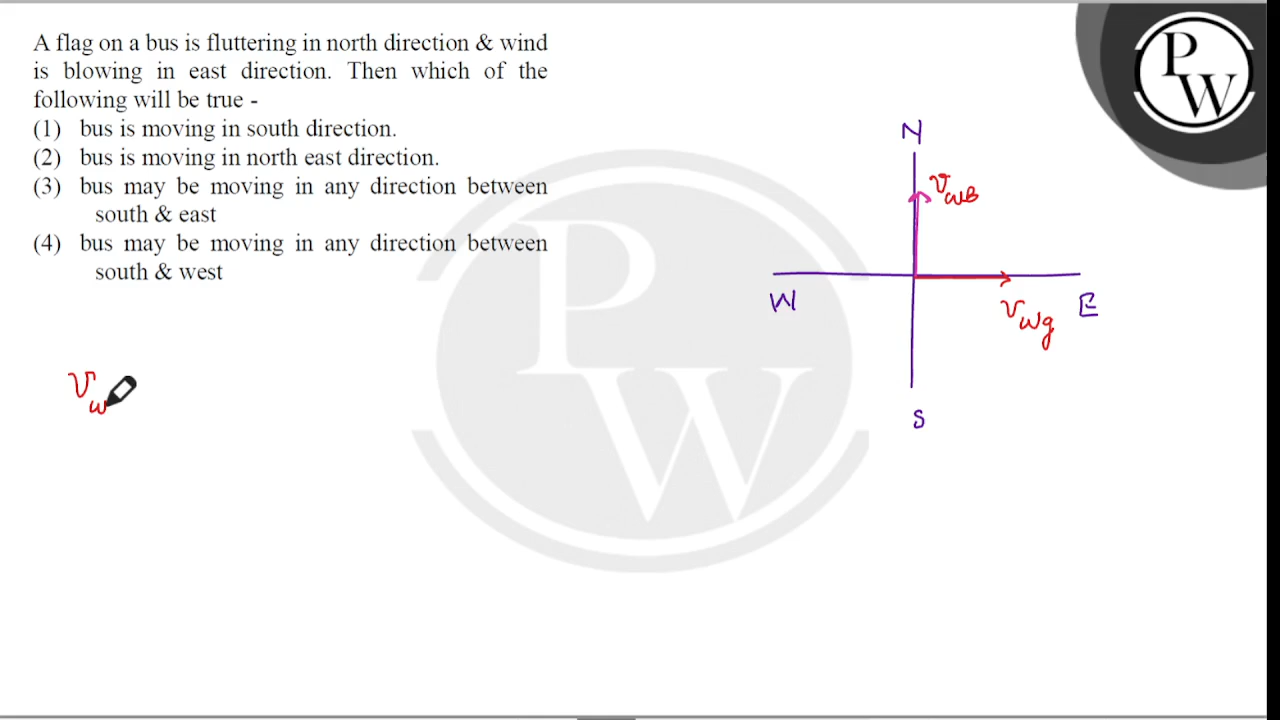 A flag on a bus is fluttering in north direction & wind
is blowing in east direction. Then which of the
following will be true -
(1) bus is moving in south direction.
(2) bus is moving in north east direction.
(3) bus may be moving in any direction between
south & east
(4) bus may be moving in any direction between
south & west
P
W
N
V_WB
W
E
V_Wg
S
V_w
P
W